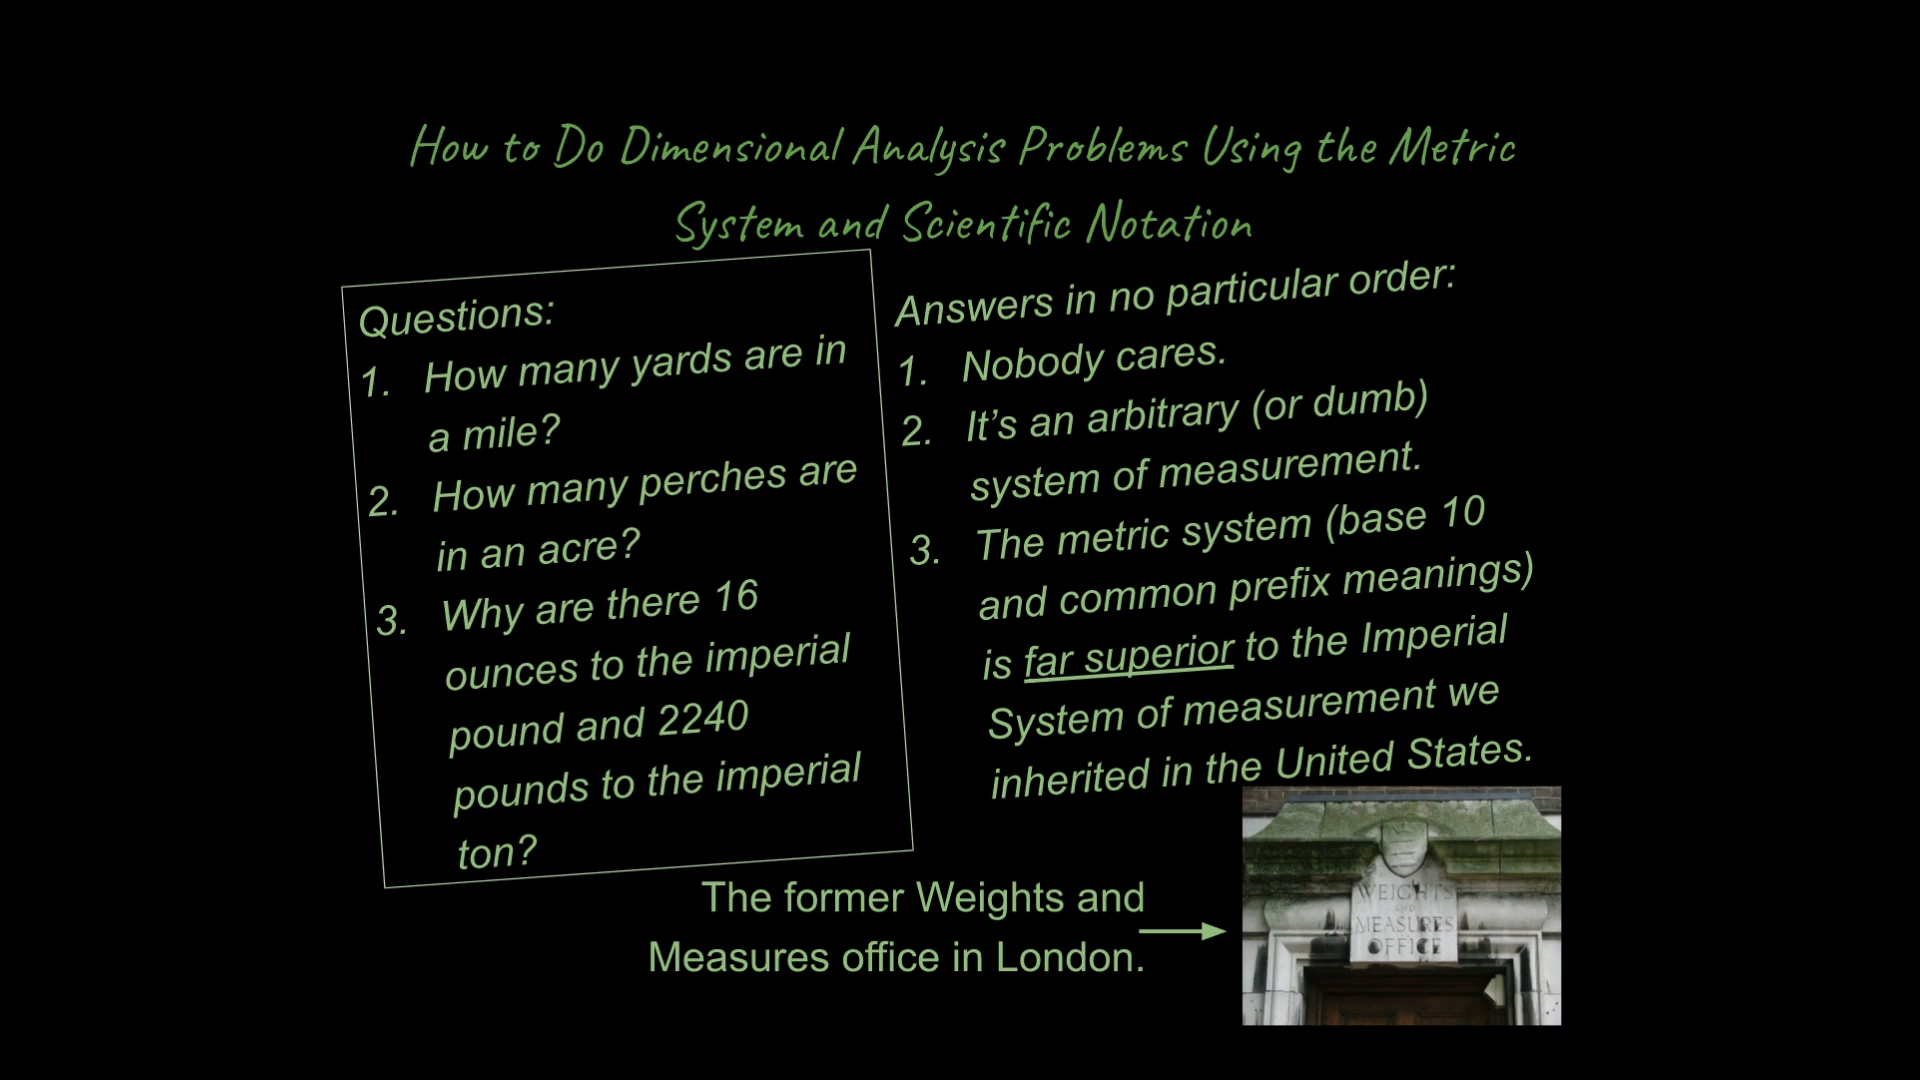 How to Do Dimensional Analysis Problems Using the Metric
System and Scientific Notation
Questions:
1. How many yards are in
a mile?
2. How many perches are
in an acre?
3. Why are there 16
ounces to the imperial
pound and 2240
pounds to the imperial
ton?
Answers in no particular order:
1. Nobody cares.
2. It’s an arbitrary (or dumb)
system of measurement.
3. The metric system (base 10
and common prefix meanings)
is far superior to the Imperial
System of measurement we
inherited in the United States.
The former Weights and
Measures office in London.
WEIGHTS
AND
MEASURES
OFFICE